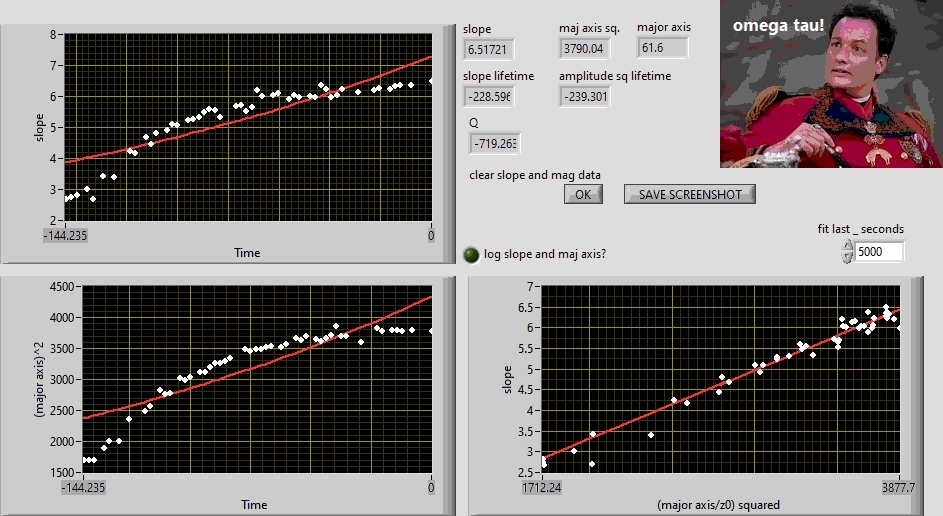 slope
maj axis sq.
major axis
omega tau!
6.51721
3790.04
61.6
slope lifetime
amplitude sq lifetime
-228.596
-239.301
Q
-719.263
clear slope and mag data
OK
SAVE SCREENSHOT
fit last _ seconds
5000
log slope and maj axis?
slope
8
7
6
5
4
3
2
-144.235
0
Time
(major axis)^2
4500
4000
3500
3000
2500
2000
1500
-144.235
0
Time
slope
7
6.5
6
5.5
5
4.5
4
3.5
3
2.5
1712.24
3877.7
(major axis/z0) squared